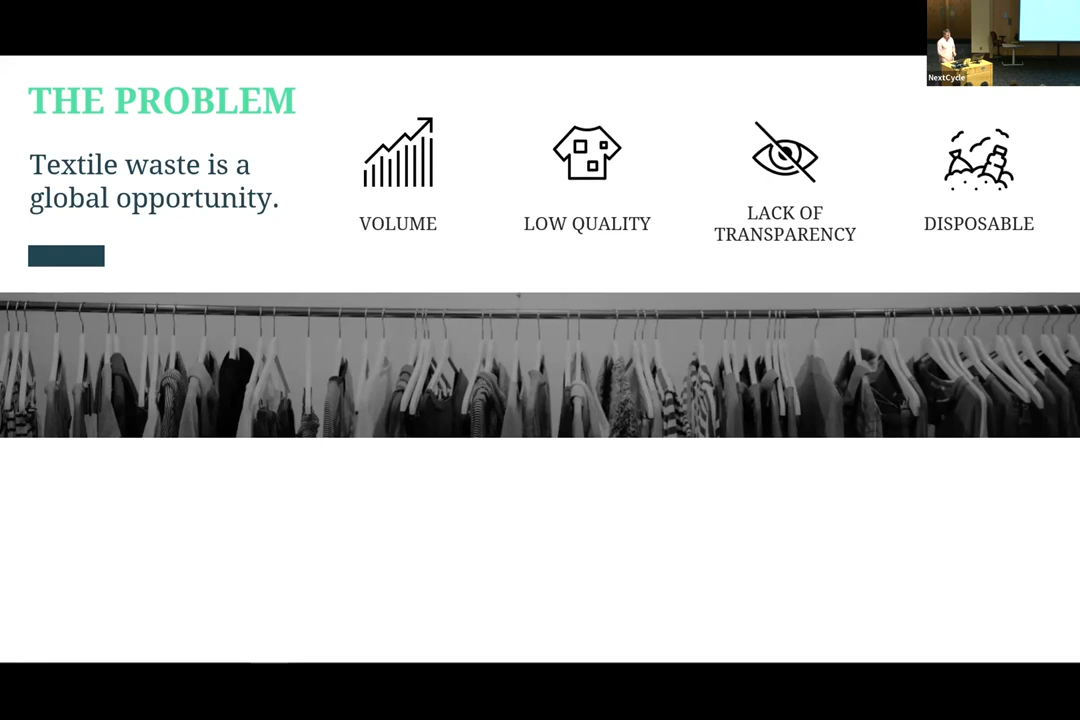 THE PROBLEM
Textile waste is a
global opportunity.
VOLUME
LOW QUALITY
LACK OF
TRANSPARENCY
DISPOSABLE
NextCycle